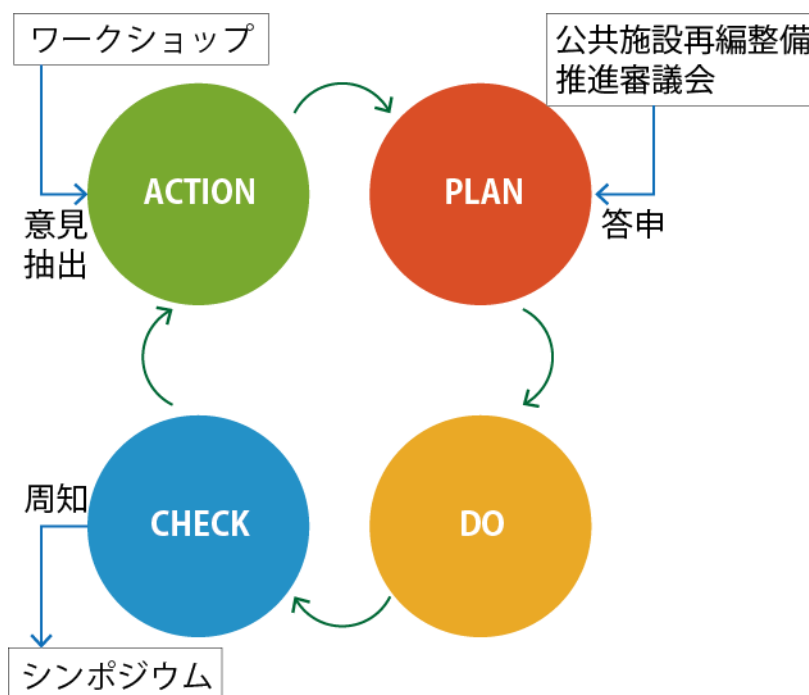 ワークショップ
公共施設再編整備
推進審議会
ACTION
PLAN
意見
抽出
答申
周知
CHECK
DO
シンポジウム